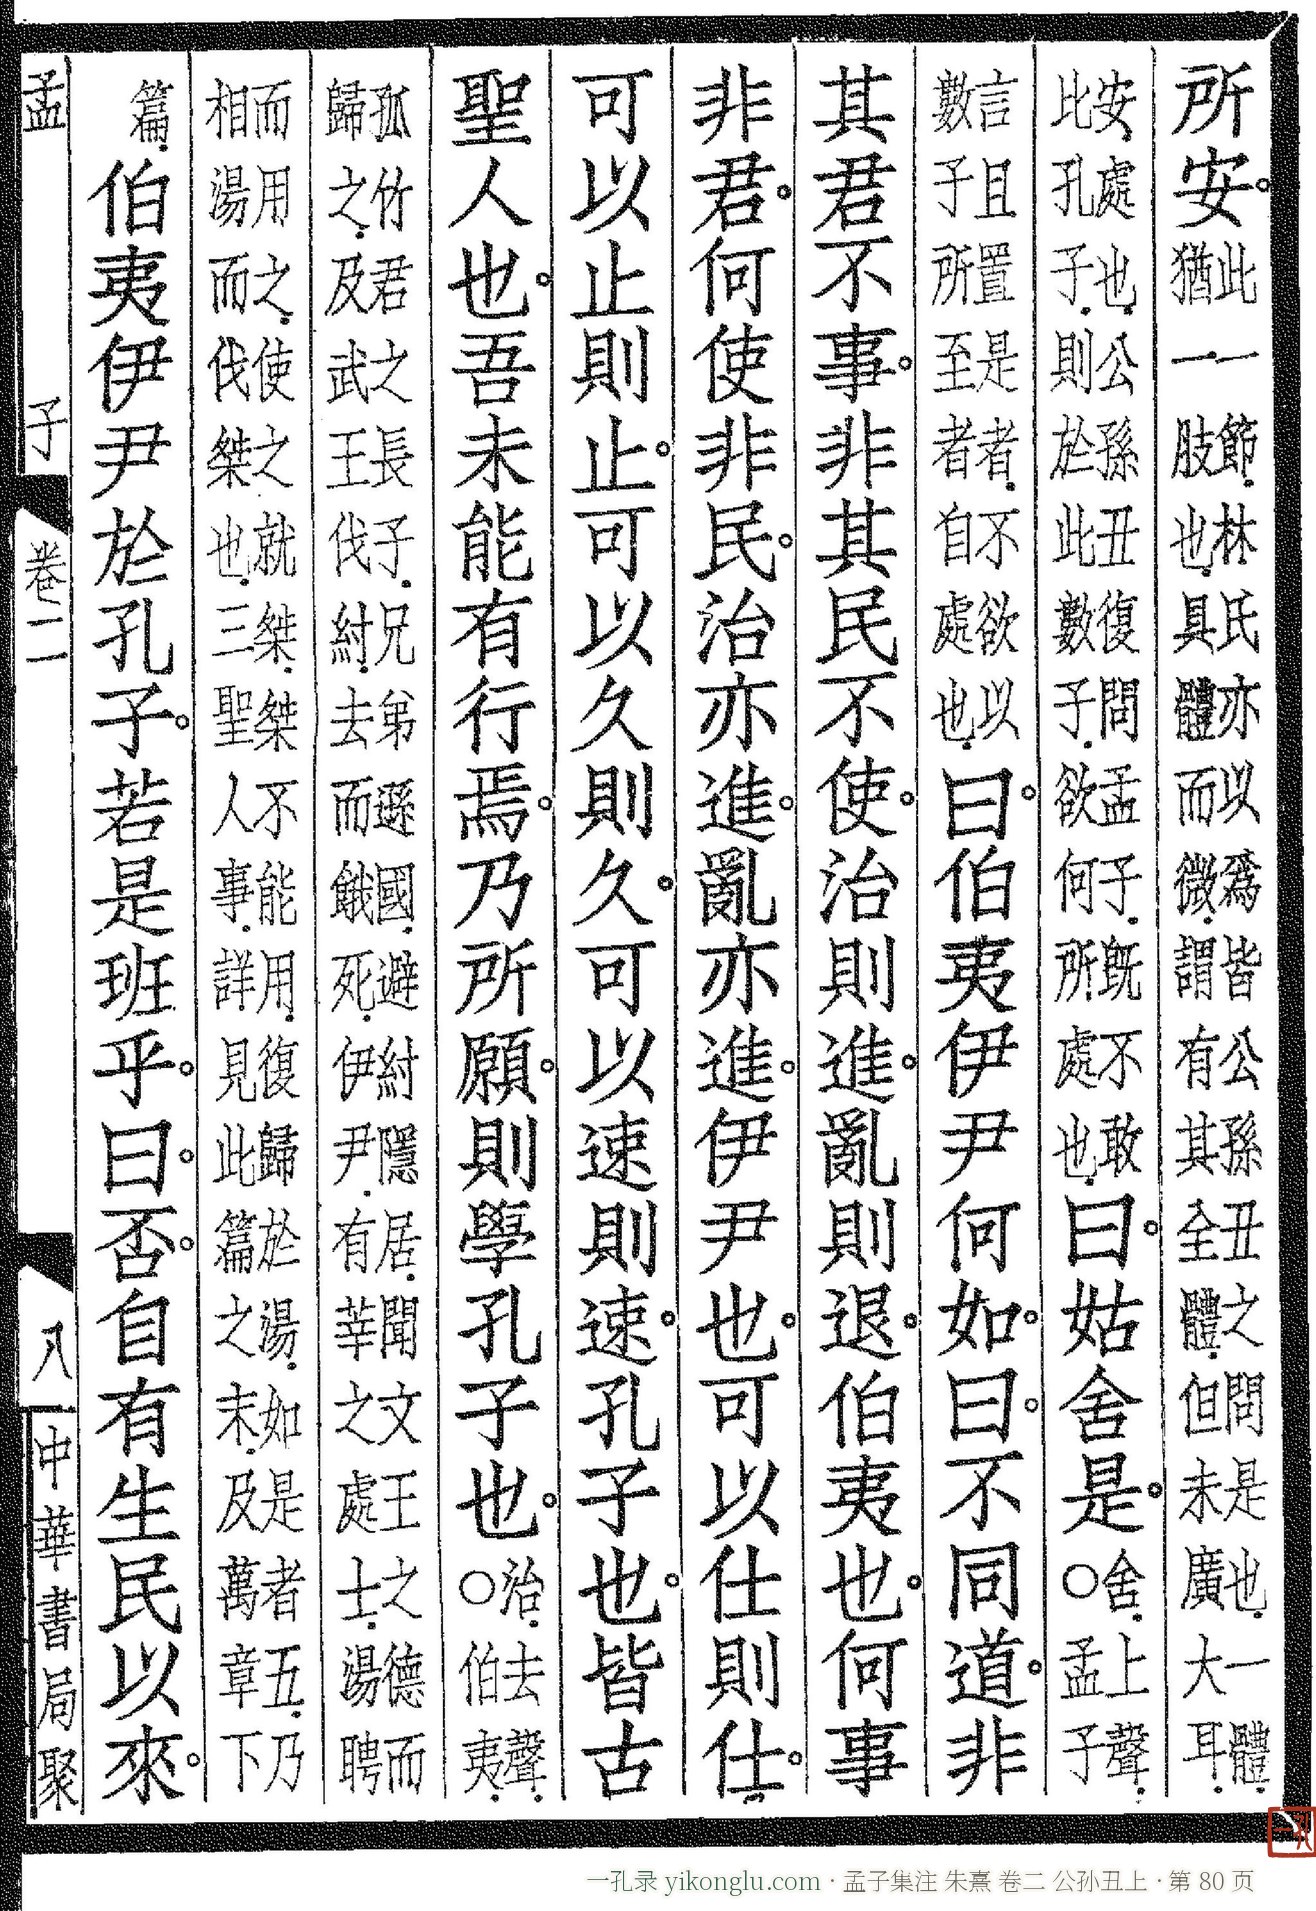 所安。此一節。林氏亦以爲皆公孫丑之問是也。一體。猶一肢也。具體而微。謂有其全體。但未廣大耳。
安。處也。公孫丑復問孟子。既不敢比孔子。則於此數子。欲何所處也。曰。姑舍是。舍。上聲。○孟子
言且置是者。不欲以數子所至者自處也。曰。伯夷伊尹何如。曰。不同道。非
其君不事。非其民不使。治則進。亂則退。伯夷也。何事
非君。何使非民。治亦進。亂亦進。伊尹也。可以仕則仕。
可以止則止。可以久則久。可以速則速。孔子也。皆古
聖人也。吾未能有行焉。乃所願。則學孔子也。治。去聲。○伯夷。
孤竹君之長子。兄弟遜國。避紂隱居。聞文王之德而歸之。及武王伐紂。去而餓死。伊尹。有莘之處士。湯聘
而用之。使之就桀。桀不能用。復歸於湯。如是者五。乃相湯而伐桀也。三聖人事。詳見此篇之末。及萬章下
篇。伯夷伊尹於孔子。若是班乎。曰。否。自有生民以來。
孟子 卷二 八 中華書局聚
一孔录 yikonglu.com · 孟子集注 朱熹 卷二 公孙丑上 · 第 80 页